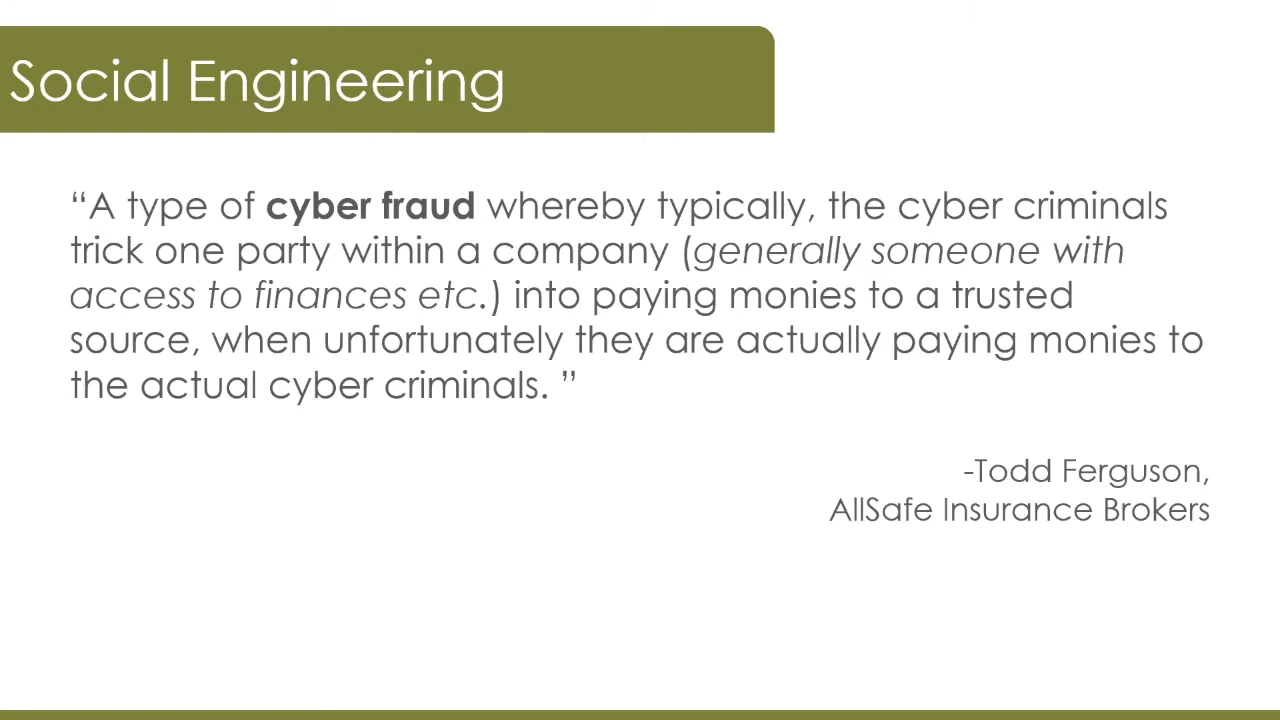 Social Engineering
“A type of cyber fraud whereby typically, the cyber criminals
trick one party within a company (generally someone with
access to finances etc.) into paying monies to a trusted
source, when unfortunately they are actually paying monies to
the actual cyber criminals. ”
-Todd Ferguson,
AllSafe Insurance Brokers